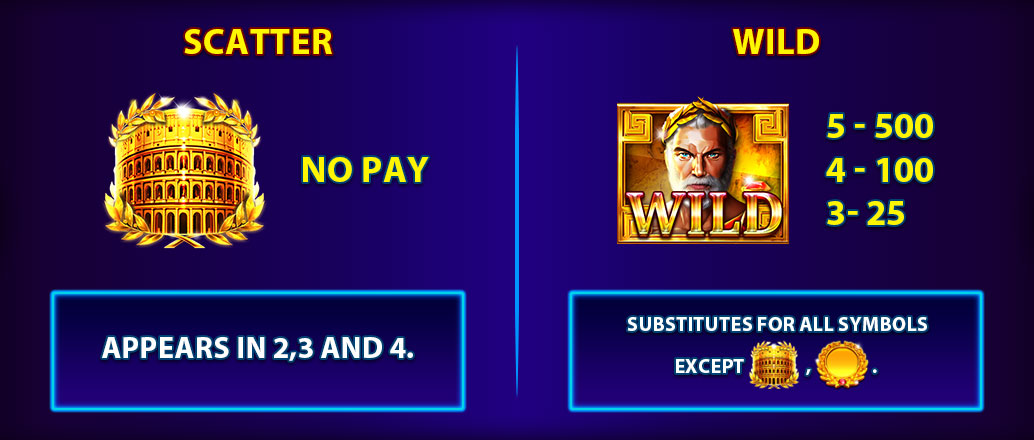 SCATTER
NO PAY
APPEARS IN 2,3 AND 4.
WILD
WILD
5 - 500
4 - 100
3- 25
SUBSTITUTES FOR ALL SYMBOLS
EXCEPT , .